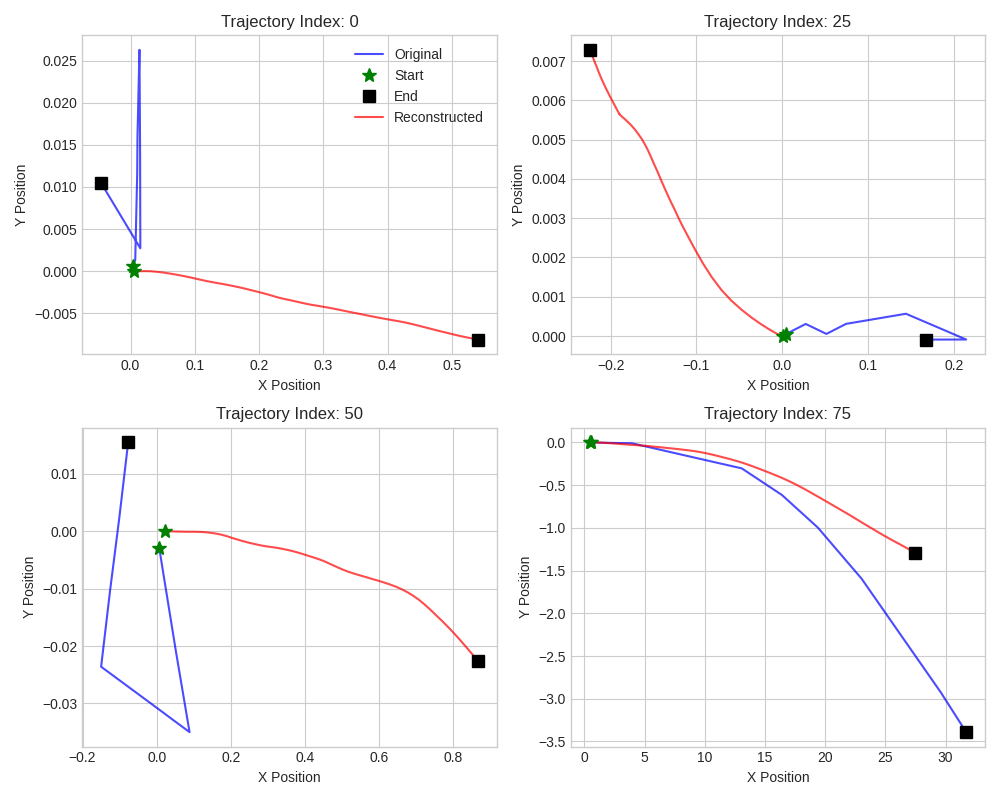 Trajectory Index: 0
0.025
0.020
0.015
0.010
0.005
0.000
−0.005
Y Position
Original
Start
End
Reconstructed
0.0 0.1 0.2 0.3 0.4 0.5
X Position
Trajectory Index: 25
0.007
0.006
0.005
0.004
0.003
0.002
0.001
0.000
Y Position
−0.2 −0.1 0.0 0.1 0.2
X Position
Trajectory Index: 50
0.01
0.00
−0.01
−0.02
−0.03
Y Position
−0.2 0.0 0.2 0.4 0.6 0.8
X Position
Trajectory Index: 75
0.0
−0.5
−1.0
−1.5
−2.0
−2.5
−3.0
−3.5
Y Position
0 5 10 15 20 25 30
X Position